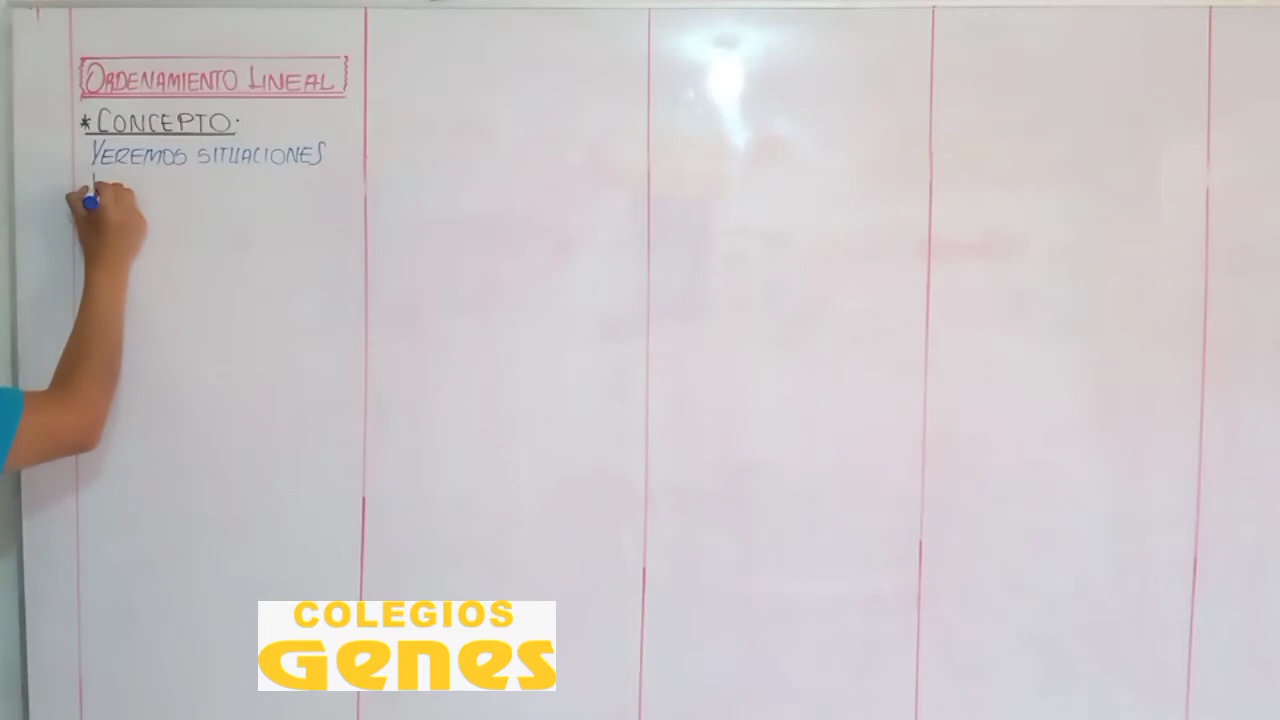 ORDENAMIENTO LINEAL
* CONCEPTO.
VEREMOS SITUACIONES
COLEGIOS
Genes